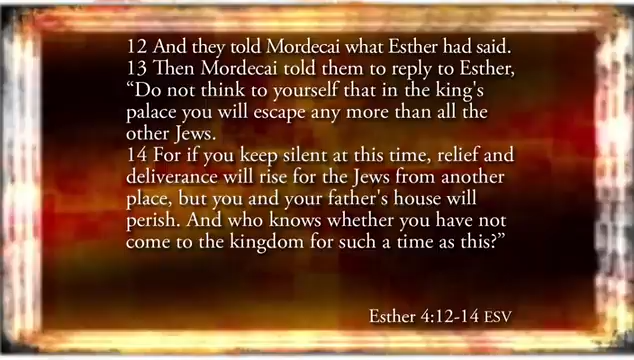 12 And they told Mordecai what Esther had said.
13 Then Mordecai told them to reply to Esther,
“Do not think to yourself that in the king's
palace you will escape any more than all the
other Jews.
14 For if you keep silent at this time, relief and
deliverance will rise for the Jews from another
place, but you and your father's house will
perish. And who knows whether you have not
come to the kingdom for such a time as this?”
Esther 4:12-14 ESV